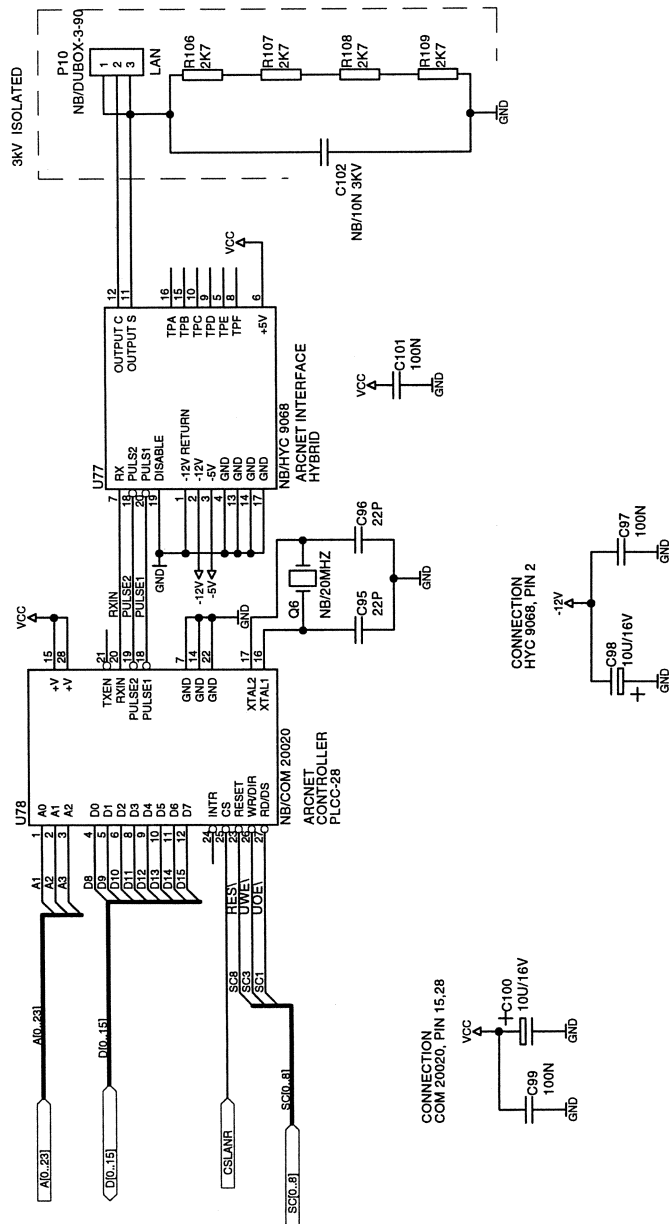 3kV ISOLATED
P10
NB/DUBOX-3-90
1
2
3
LAN
R106
2K7
R107
2K7
R108
2K7
R109
2K7
C102
NB/10N 3KV
GND
VCC
12
11
16
15
10
9
5
8
6
OUTPUT C
OUTPUT S
TPA
TPB
TPC
TPD
TPE
TPF
+5V
U77
RX
PULS2
PULS1
DISABLE
-12V RETURN
-12V
-5V
GND
GND
GND
GND
7
18
20
19
1
2
3
4
13
14
17
NB/HYC 9068
ARCNET INTERFACE
HYBRID
VCC
C101
100N
GND
RXIN
PULSE2
PULSE1
GND
-12V
-5V
Q6
NB/20MHZ
C95
22P
C96
22P
GND
VCC
GND
15
28
21
20
19
18
7
14
22
17
16
+V
+V
TXEN
RXIN
PULSE2
PULSE1
GND
GND
GND
XTAL2
XTAL1
U78
A0
A1
A2
D0
D1
D2
D3
D4
D5
D6
D7
INTR
CS
RESET
WR/DIR
RD/DS
1
2
3
4
5
6
8
9
10
11
12
24
25
23
26
27
NB/COM 20020
ARCNET
CONTROLLER
PLCC-28
A1
A2
A3
D8
D9
D10
D11
D12
D13
D14
D15
RES\
UWE\
UOE\
SC8
SC3
SC1
A[0..23]
D[0..15]
SC[0..8]
A[0..23]
D[0..15]
CSLANR
SC[0..8]
CONNECTION
HYC 9068, PIN 2
-12V
C98
10U/16V
+
GND
C97
100N
GND
CONNECTION
COM 20020, PIN 15,28
VCC
C99
100N
GND
+
C100
10U/16V
GND